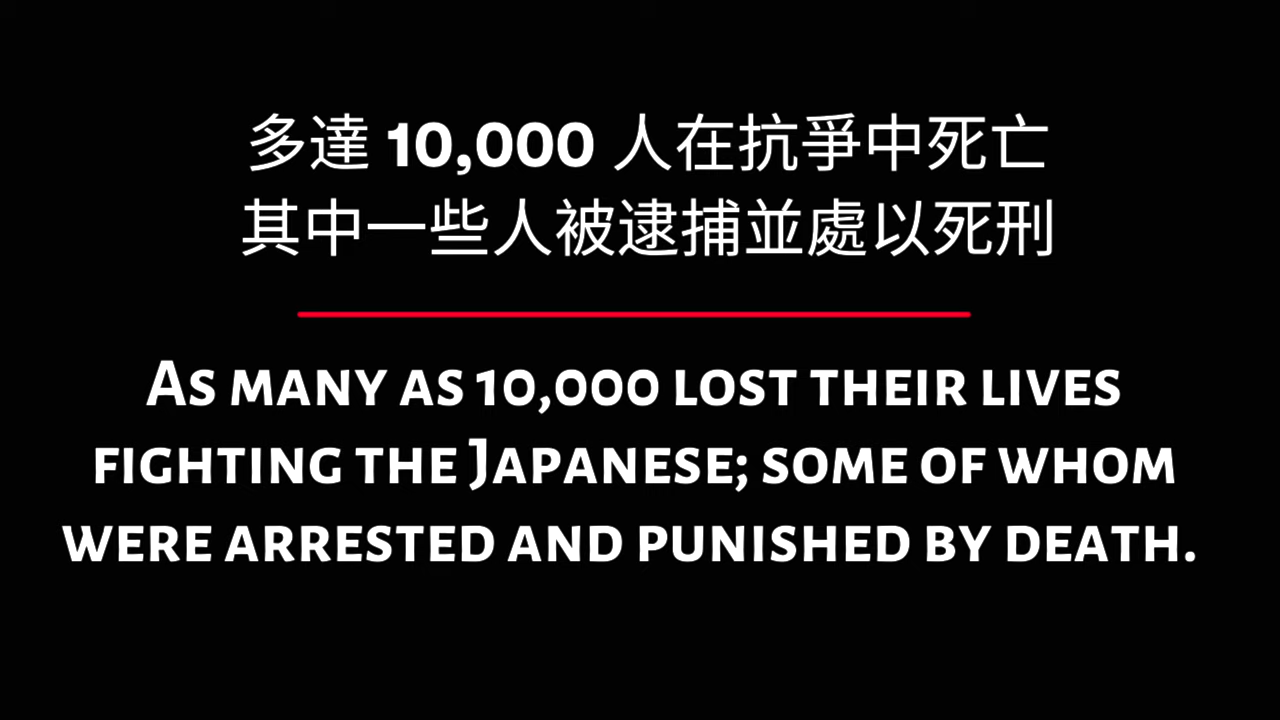 多達 10,000 人在抗爭中死亡
其中一些人被逮捕並處以死刑
As many as 10,000 lost their lives
fighting the Japanese; some of whom
were arrested and punished by death.